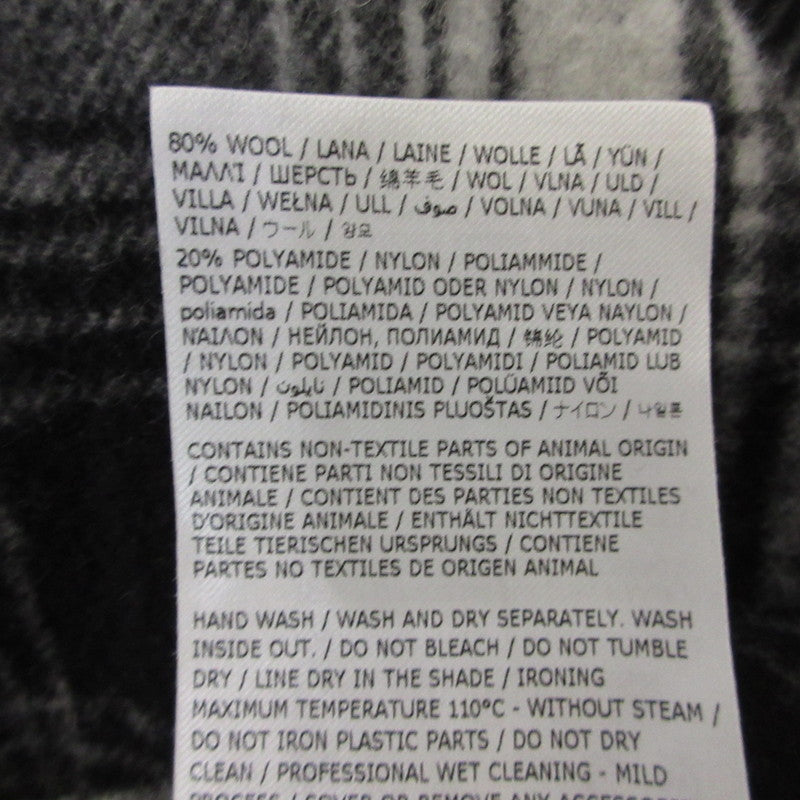 80% WOOL / LANA / LAINE / WOLLE / LÃ / YÜN /
ΜΑΛΛΊ / ШЕРСТЬ / 绵羊毛 / WOL / VLNA / ULD /
VILLA / WEŁNA / ULL / صوف / VOLNA / VUNA / VILL /
VILNA / ウール / 양모
20% POLYAMIDE / NYLON / POLIAMMIDE /
POLYAMIDE / POLYAMID ODER NYLON / NYLON /
poliamida / POLIAMIDA / POLYAMID VEYA NAYLON /
ΝΆΙΛΟΝ / НЕЙЛОН, ПОЛИАМИД / 锦纶 / POLYAMID
/ NYLON / POLYAMID / POLYAMIDI / POLIAMID LUB
NYLON / نايلون / POLIAMID / POLÜAMIID VÕI
NAILON / POLIAMIDINIS PLUOŠTAS / ナイロン / 나일론
CONTAINS NON-TEXTILE PARTS OF ANIMAL ORIGIN
/ CONTIENE PARTI NON TESSILI DI ORIGINE
ANIMALE / CONTIENT DES PARTIES NON TEXTILES
D'ORIGINE ANIMALE / ENTHÄLT NICHTTEXTILE
TEILE TIERISCHEN URSPRUNGS / CONTIENE
PARTES NO TEXTILES DE ORIGEN ANIMAL
HAND WASH / WASH AND DRY SEPARATELY. WASH
INSIDE OUT. / DO NOT BLEACH / DO NOT TUMBLE
DRY / LINE DRY IN THE SHADE / IRONING
MAXIMUM TEMPERATURE 110°C - WITHOUT STEAM /
DO NOT IRON PLASTIC PARTS / DO NOT DRY
CLEAN / PROFESSIONAL WET CLEANING - MILD
PROCESS / COVER OR REMOVE ANY